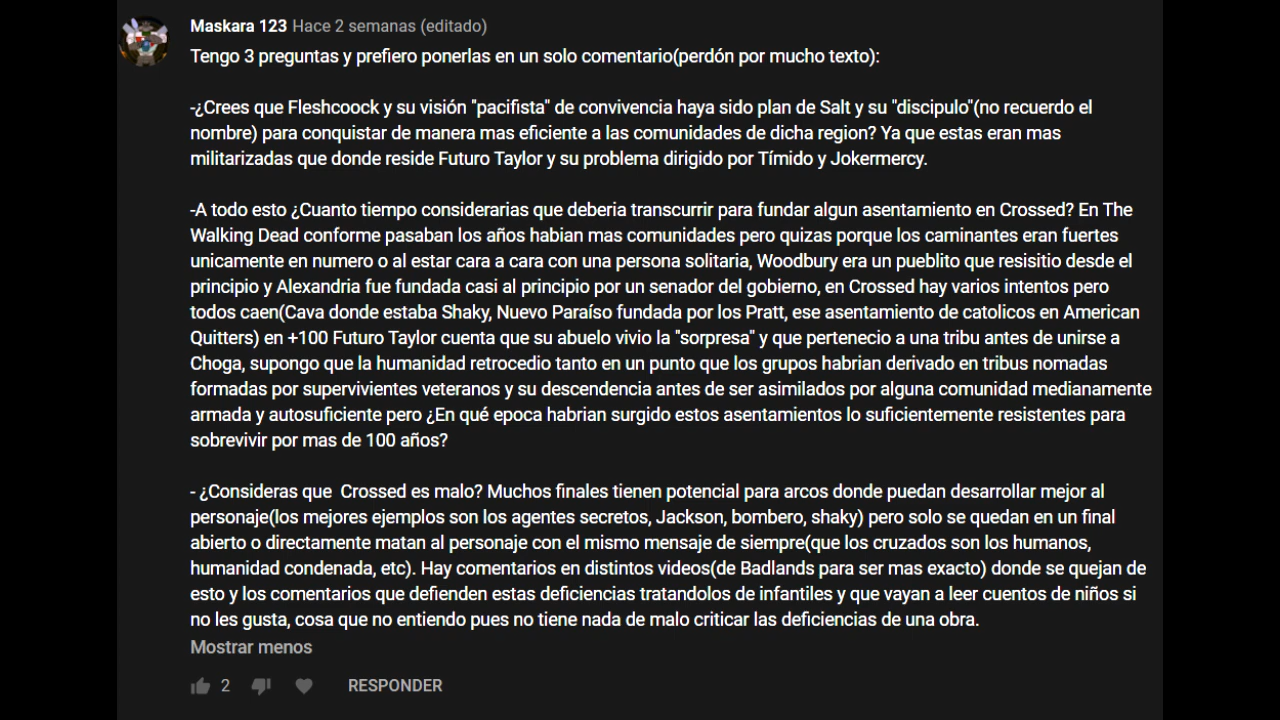 Maskara 123 Hace 2 semanas (editado)
Tengo 3 preguntas y prefiero ponerlas en un solo comentario(perdón por mucho texto):
-¿Crees que Fleshcoock y su visión "pacifista" de convivencia haya sido plan de Salt y su "discipulo"(no recuerdo el
nombre) para conquistar de manera mas eficiente a las comunidades de dicha region? Ya que estas eran mas
militarizadas que donde reside Futuro Taylor y su problema dirigido por Tímido y Jokermercy.
-A todo esto ¿Cuanto tiempo considerarias que deberia transcurrir para fundar algun asentamiento en Crossed? En The
Walking Dead conforme pasaban los años habian mas comunidades pero quizas porque los caminantes eran fuertes
unicamente en numero o al estar cara a cara con una persona solitaria, Woodbury era un pueblito que resisitio desde el
principio y Alexandria fue fundada casi al principio por un senador del gobierno, en Crossed hay varios intentos pero
todos caen(Cava donde estaba Shaky, Nuevo Paraíso fundada por los Pratt, ese asentamiento de catolicos en American
Quitters) en +100 Futuro Taylor cuenta que su abuelo vivio la "sorpresa" y que pertenecio a una tribu antes de unirse a
Choga, supongo que la humanidad retrocedio tanto en un punto que los grupos habrian derivado en tribus nomadas
formadas por supervivientes veteranos y su descendencia antes de ser asimilados por alguna comunidad medianamente
armada y autosuficiente pero ¿En qué epoca habrian surgido estos asentamientos lo suficientemente resistentes para
sobrevivir por mas de 100 años?
- ¿Consideras que  Crossed es malo? Muchos finales tienen potencial para arcos donde puedan desarrollar mejor al
personaje(los mejores ejemplos son los agentes secretos, Jackson, bombero, shaky) pero solo se quedan en un final
abierto o directamente matan al personaje con el mismo mensaje de siempre(que los cruzados son los humanos,
humanidad condenada, etc). Hay comentarios en distintos videos(de Badlands para ser mas exacto) donde se quejan de
esto y los comentarios que defienden estas deficiencias tratandolos de infantiles y que vayan a leer cuentos de niños si
no les gusta, cosa que no entiendo pues no tiene nada de malo criticar las deficiencias de una obra.
Mostrar menos
2 RESPONDER